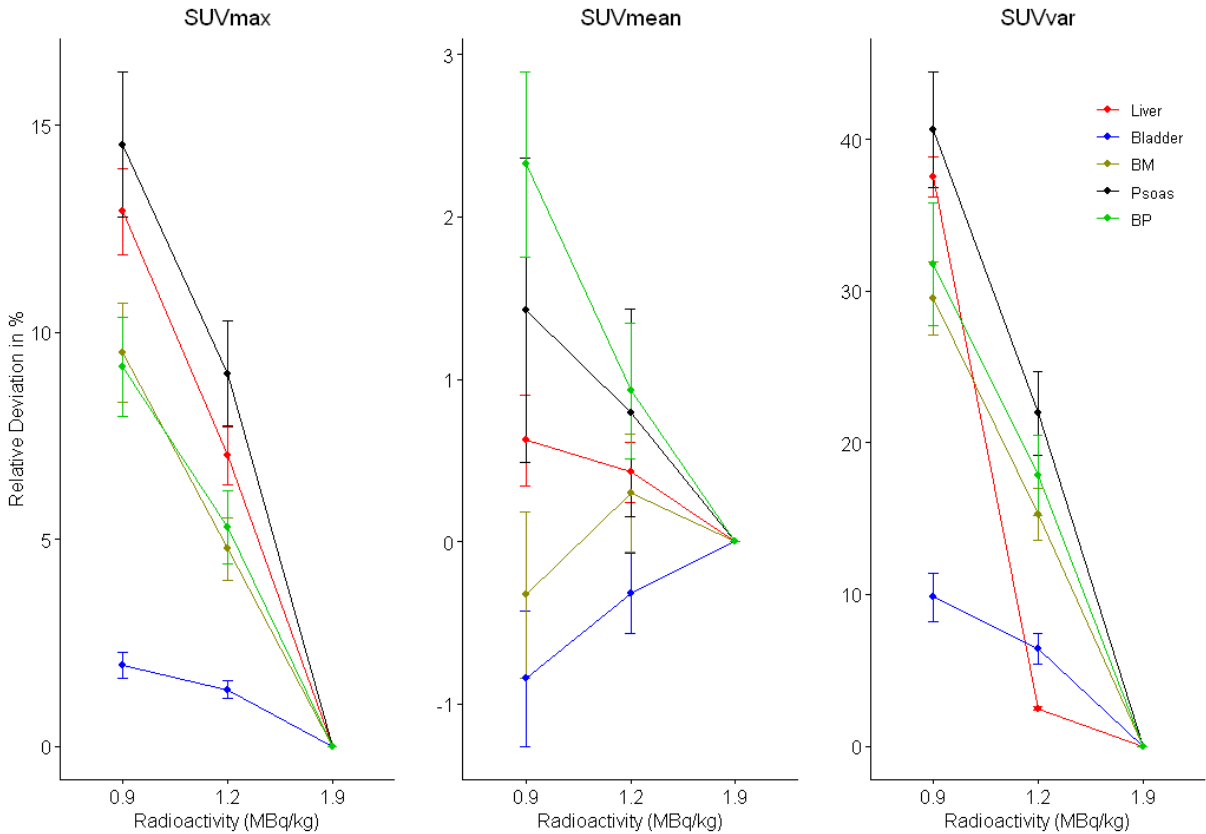 SUVmax
SUVmean
SUVvar
Relative Deviation in %
15
10
5
0
0.9
1.2
1.9
Radioactivity (MBq/kg)
3
2
1
0
-1
0.9
1.2
1.9
Radioactivity (MBq/kg)
40
30
20
10
0
0.9
1.2
1.9
Radioactivity (MBq/kg)
Liver
Bladder
BM
Psoas
BP